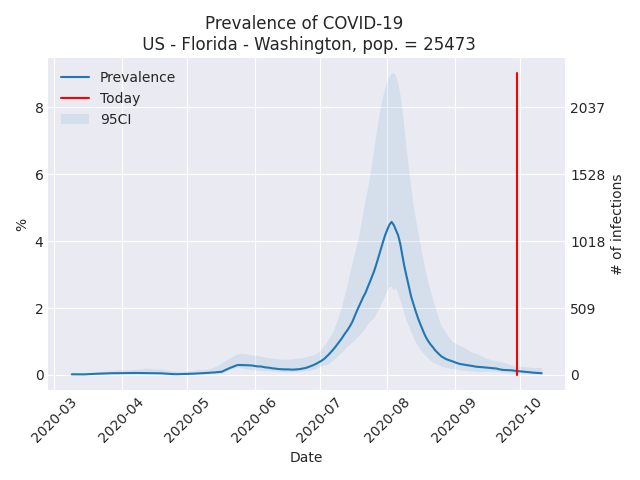 Prevalence of COVID-19
US - Florida - Washington, pop. = 25473
Prevalence
Today
95CI
8
6
4
2
0
%
2037
1528
1018
509
0
# of infections
2020-03
2020-04
2020-05
2020-06
2020-07
2020-08
2020-09
2020-10
Date